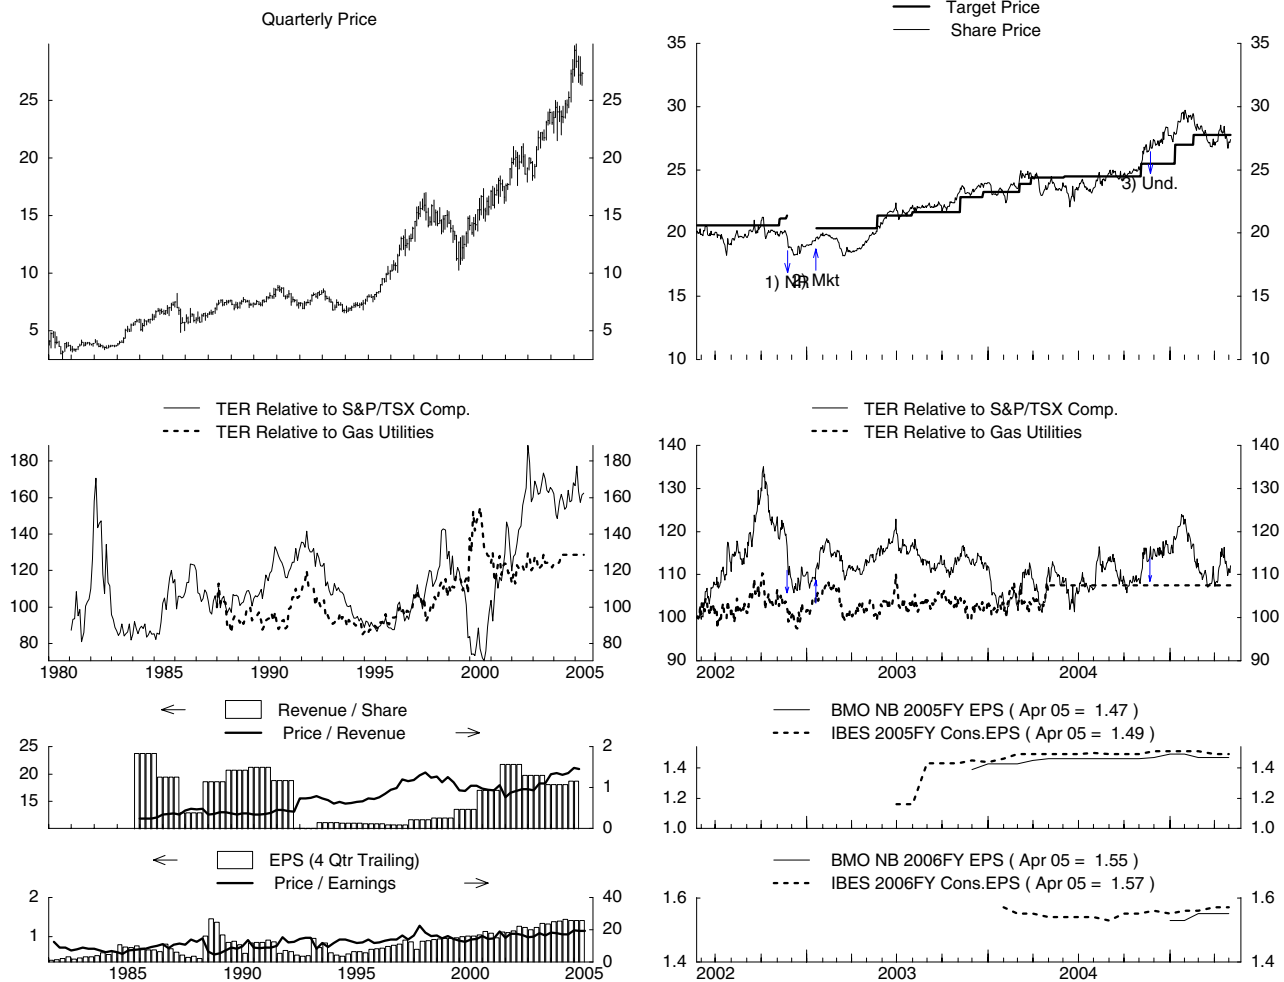 Quarterly Price
25 25
20 20
15 15
10 10
5 5
Target Price
Share Price
35 35
30 30
25 25
3) Und.
20 20
1) NR 2) Mkt
15 15
10 10
TER Relative to S&P/TSX Comp.
TER Relative to Gas Utilities
180 180
160 160
140 140
120 120
100 100
80 80
1980 1985 1990 1995 2000 2005
TER Relative to S&P/TSX Comp.
TER Relative to Gas Utilities
140 140
130 130
120 120
110 110
100 100
90 90
2002 2003 2004
Revenue / Share
Price / Revenue
25 2
20 1
15
0
BMO NB 2005FY EPS ( Apr 05 = 1.47 )
IBES 2005FY Cons.EPS ( Apr 05 = 1.49 )
1.4 1.4
1.2 1.2
1.0 1.0
EPS (4 Qtr Trailing)
Price / Earnings
2 40
1 20
0
1985 1990 1995 2000 2005
BMO NB 2006FY EPS ( Apr 05 = 1.55 )
IBES 2006FY Cons.EPS ( Apr 05 = 1.57 )
1.6 1.6
1.4 1.4
2002 2003 2004